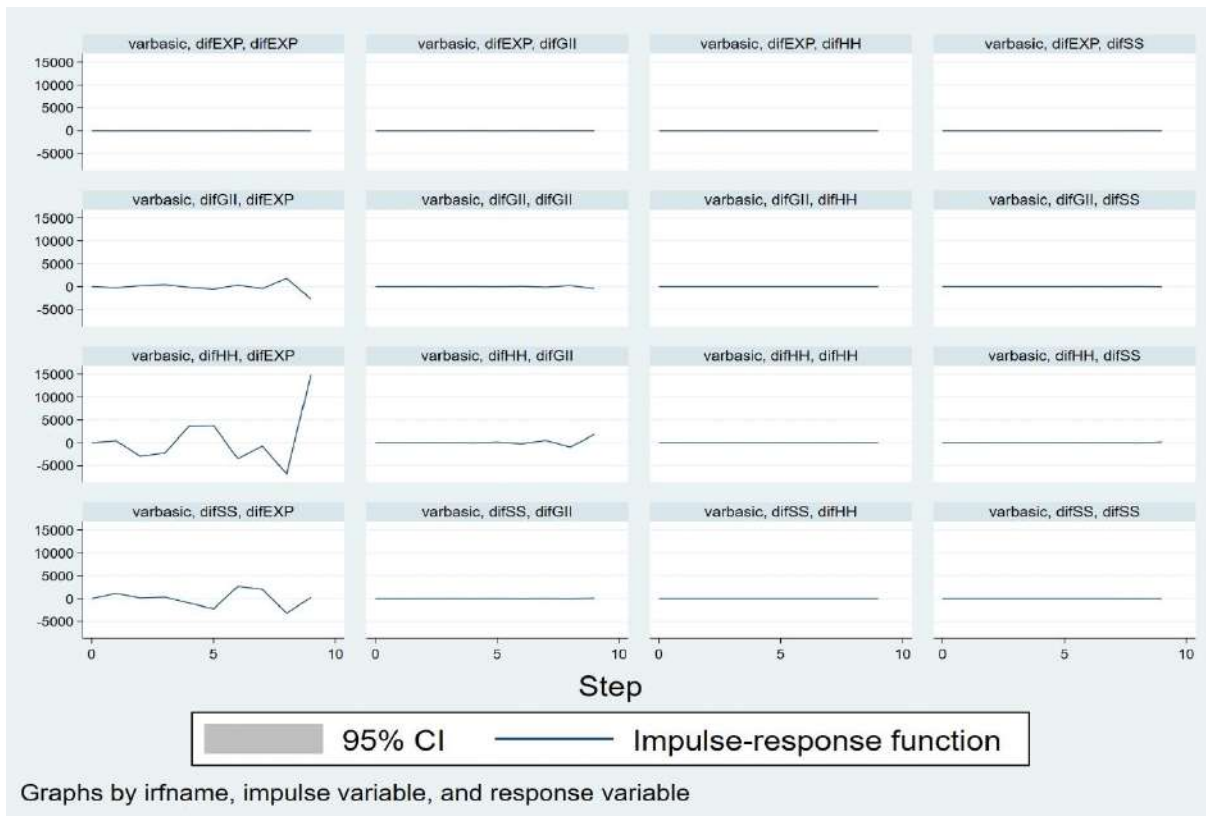 varbasic, difEXP, difEXP
varbasic, difEXP, difGII
varbasic, difEXP, difHH
varbasic, difEXP, difSS
15000
10000
5000
0
-5000
varbasic, difGII, difEXP
varbasic, difGII, difGII
varbasic, difGII, difHH
varbasic, difGII, difSS
15000
10000
5000
0
-5000
varbasic, difHH, difEXP
varbasic, difHH, difGII
varbasic, difHH, difHH
varbasic, difHH, difSS
15000
10000
5000
0
-5000
varbasic, difSS, difEXP
varbasic, difSS, difGII
varbasic, difSS, difHH
varbasic, difSS, difSS
15000
10000
5000
0
-5000
0 5 10
0 5 10
0 5 10
0 5 10
Step
95% CI
Impulse-response function
Graphs by irfname, impulse variable, and response variable